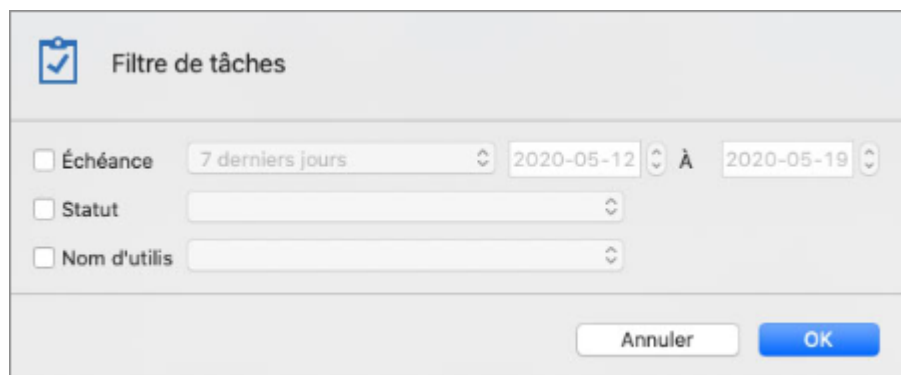 Filtre de tâches
Échéance 7 derniers jours 2020-05-12 À 2020-05-19
Statut
Nom d'utilis
Annuler OK